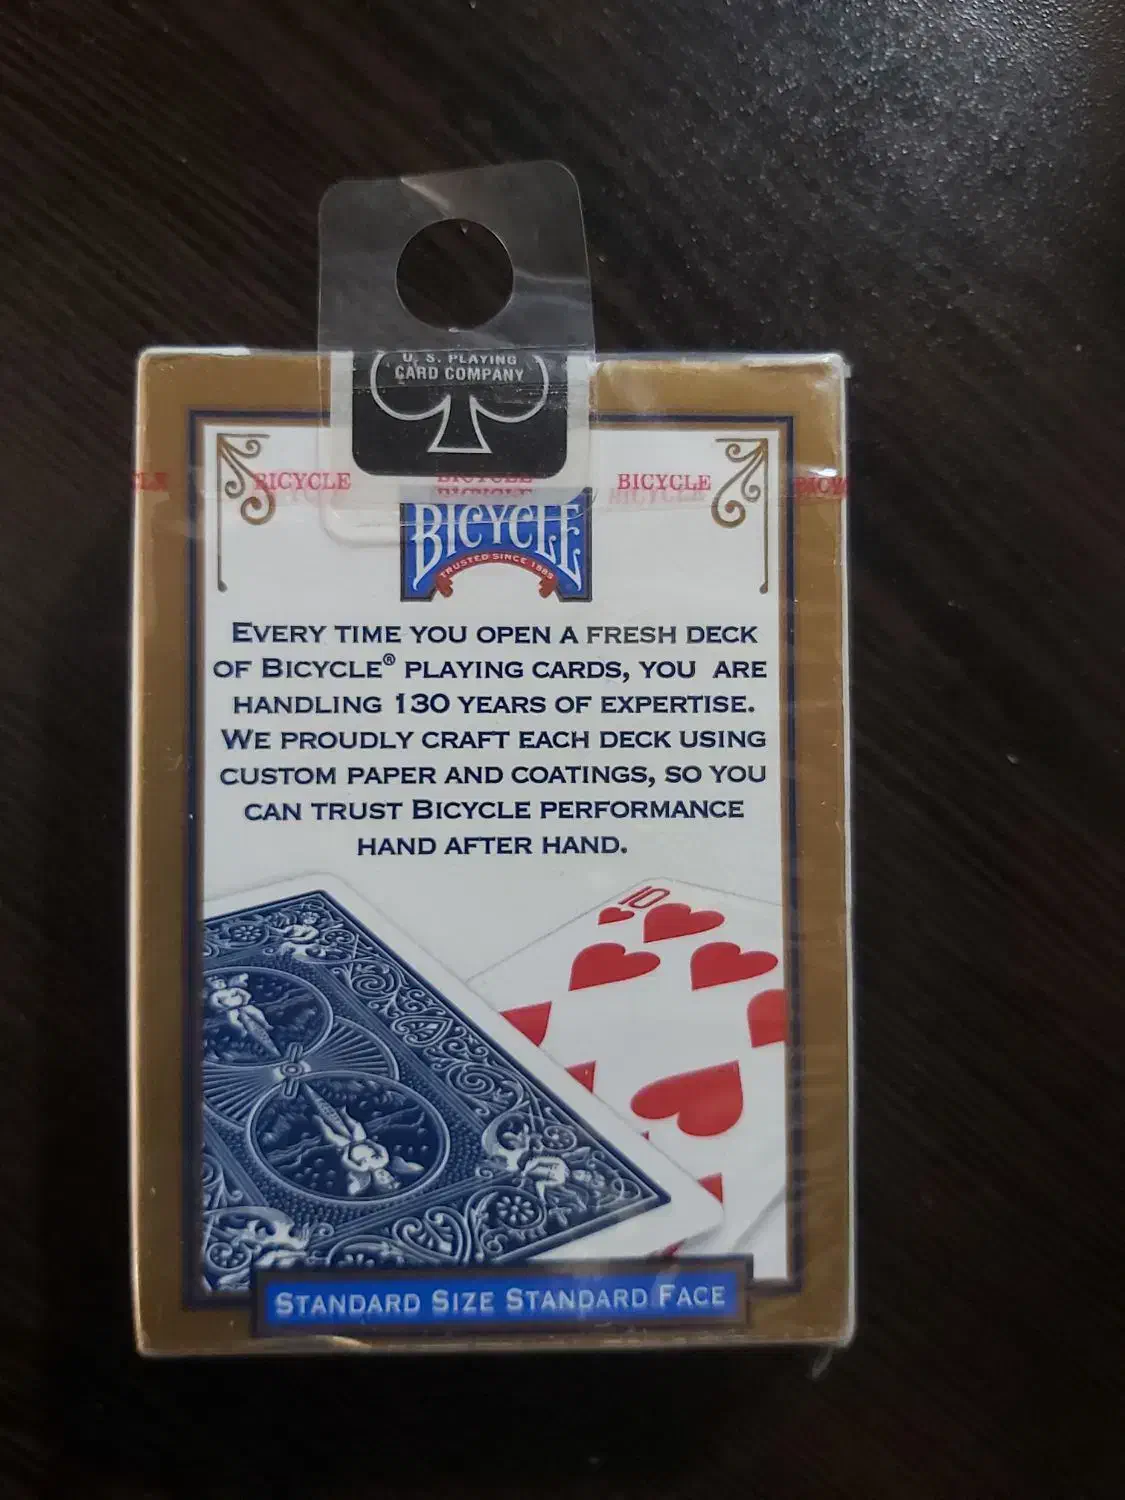 U. S. PLAYING
CARD COMPANY
BICYCLE BICYCLE BICYCLE
BICYCLE
TRUSTED SINCE 1885
EVERY TIME YOU OPEN A FRESH DECK
OF BICYCLE® PLAYING CARDS, YOU ARE
HANDLING 130 YEARS OF EXPERTISE.
WE PROUDLY CRAFT EACH DECK USING
CUSTOM PAPER AND COATINGS, SO YOU
CAN TRUST BICYCLE PERFORMANCE
HAND AFTER HAND.
10
STANDARD SIZE STANDARD FACE